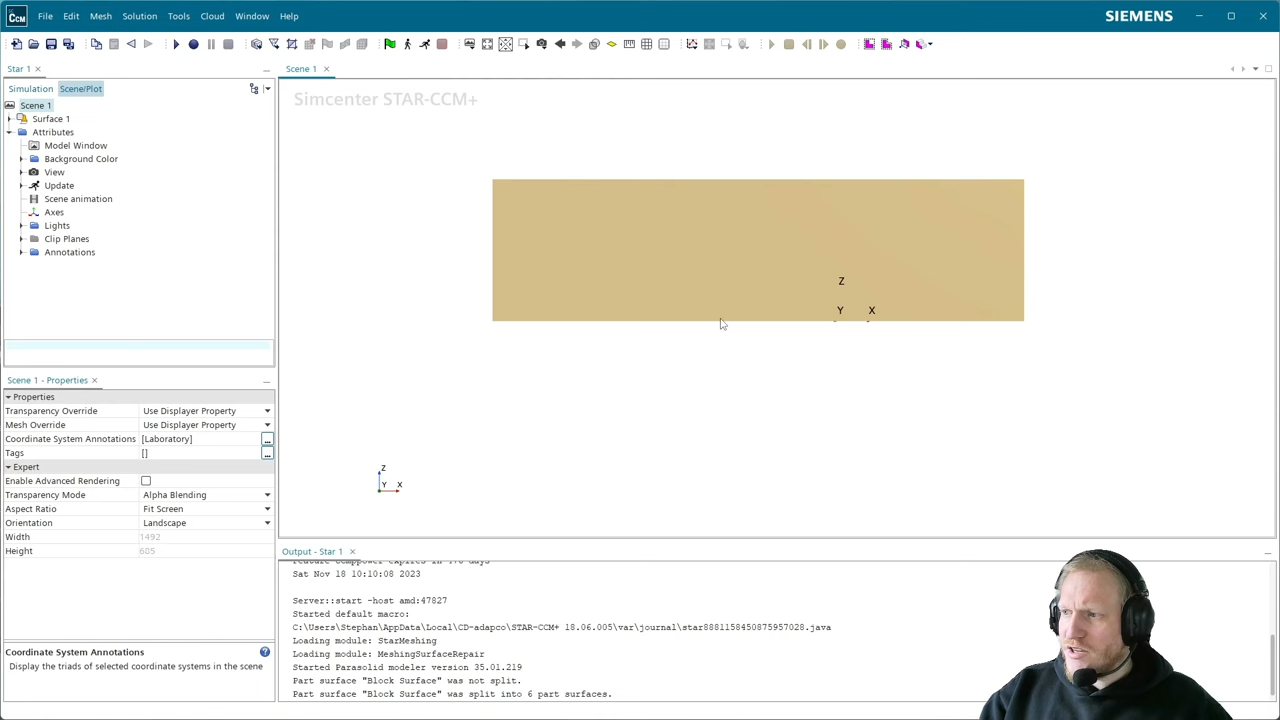 CCM
File Edit Mesh Solution Tools Cloud Window Help
SIEMENS
Star 1
Scene 1
Simulation Scene/Plot
Scene 1
Surface 1
Attributes
Model Window
Background Color
View
Update
Scene animation
Axes
Lights
Clip Planes
Annotations
Simcenter STAR-CCM+
Z
Y X
Z
Y X
Scene 1 - Properties
Properties
Transparency Override Use Displayer Property
Mesh Override Use Displayer Property
Coordinate System Annotations [Laboratory] ...
Tags [] ...
Expert
Enable Advanced Rendering
Transparency Mode Alpha Blending
Aspect Ratio Fit Screen
Orientation Landscape
Width 1492
Height 605
Coordinate System Annotations
Display the triads of selected coordinate systems in the scene
Output - Star 1
Sat Nov 18 10:10:08 2023
Server::start -host amd:47827
Started default macro:
C:\Users\Stephan\AppData\Local\CD-adapco\STAR-CCM+ 18.06.005\var\journal\star8881158450875957028.java
Loading module: StarMeshing
Loading module: MeshingSurfaceRepair
Started Parasolid modeler version 35.01.219
Part surface "Block Surface" was not split.
Part surface "Block Surface" was split into 6 part surfaces.